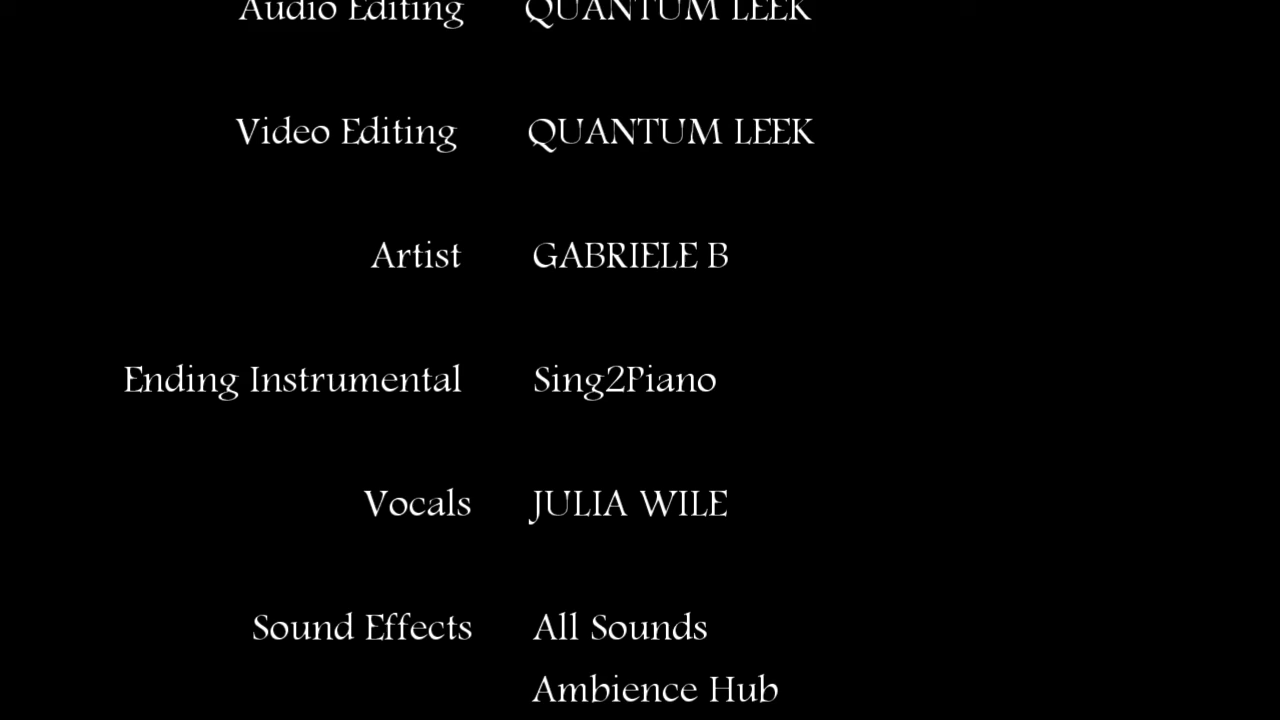 Audio Editing QUANTUM LEEK
Video Editing QUANTUM LEEK
Artist GABRIELE B
Ending Instrumental Sing2Piano
Vocals JULIA WILE
Sound Effects All Sounds
Ambience Hub